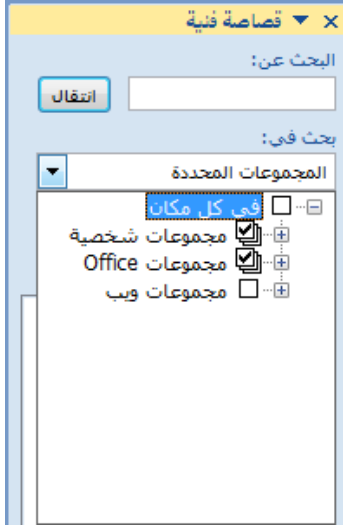 قصاصة فنية
البحث عن:
انتقال
بحث في:
المجموعات المحددة
في كل مكان
مجموعات شخصية
مجموعات Office
مجموعات ويب